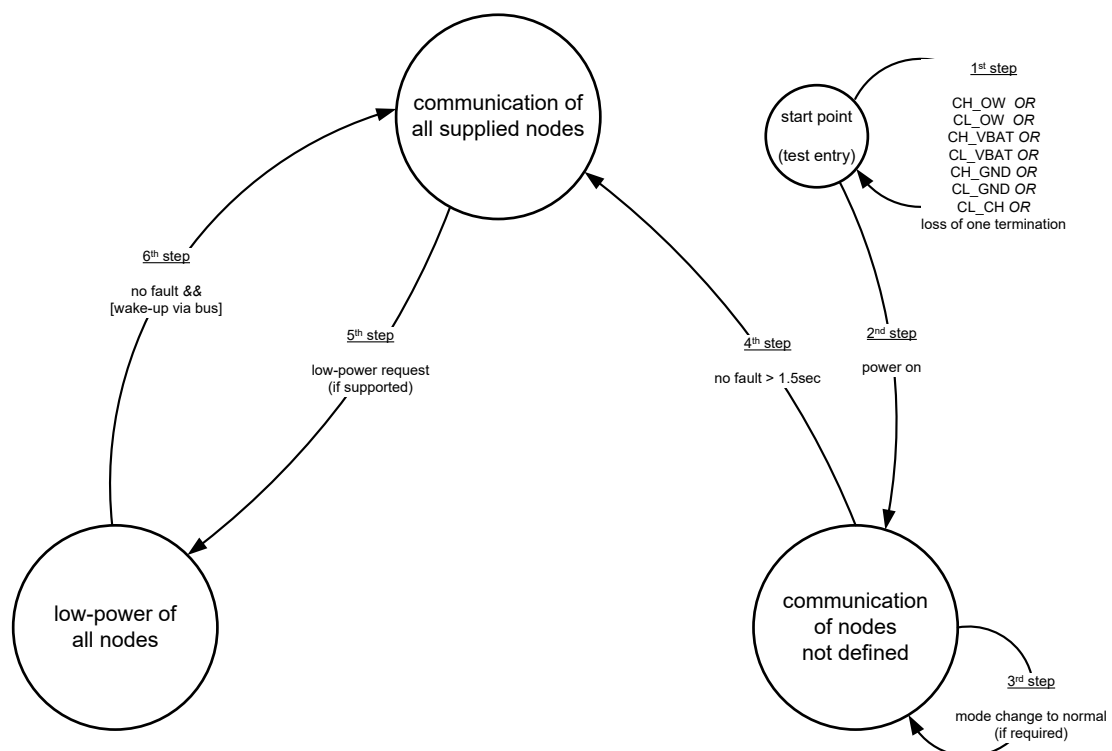 communication of
all supplied nodes
start point
(test entry)
1st step
CH_OW OR
CL_OW OR
CH_VBAT OR
CL_VBAT OR
CH_GND OR
CL_GND OR
CL_CH OR
loss of one termination
6th step
no fault &&
[wake-up via bus]
5th step
low-power request
(if supported)
4th step
no fault > 1.5sec
2nd step
power on
low-power of
all nodes
communication
of nodes
not defined
3rd step
mode change to normal
(if required)